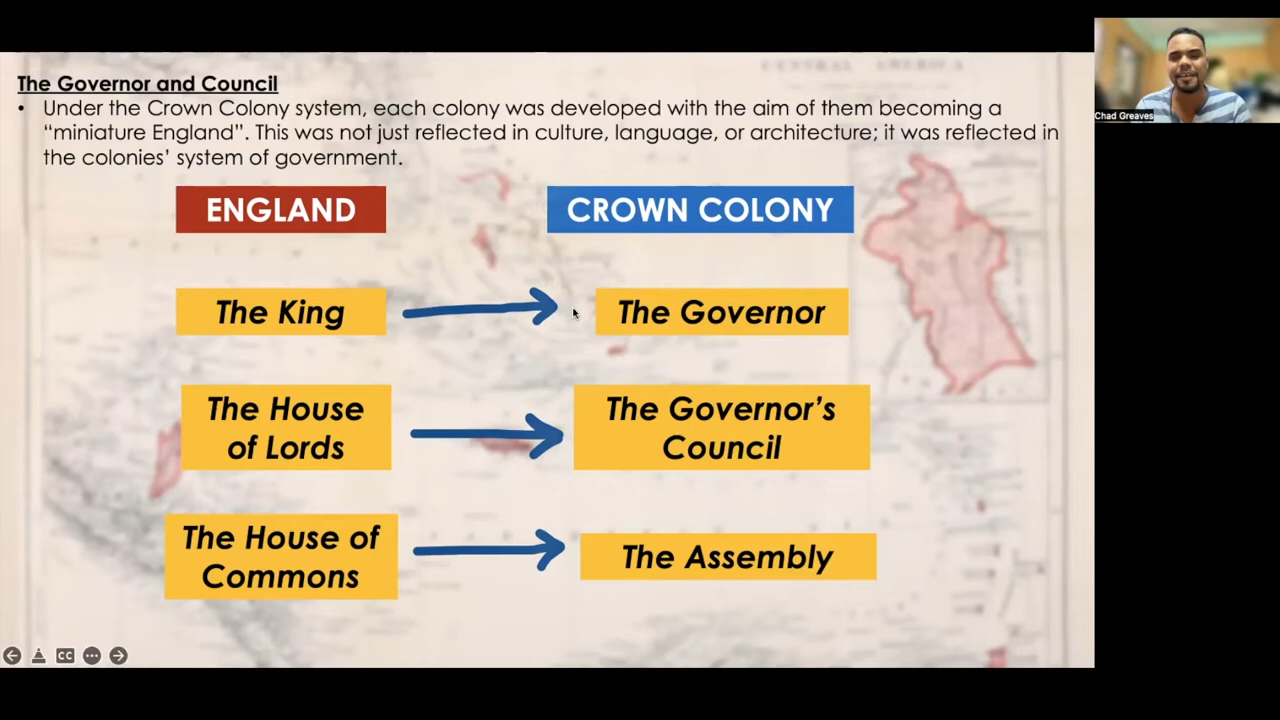 CENTRAL AMERICA
The Governor and Council
• Under the Crown Colony system, each colony was developed with the aim of them becoming a
“miniature England”. This was not just reflected in culture, language, or architecture; it was reflected in
the colonies’ system of government.
ENGLAND
CROWN COLONY
The King
The Governor
The House
of Lords
The Governor’s
Council
The House of
Commons
The Assembly
CC
Chad Greaves